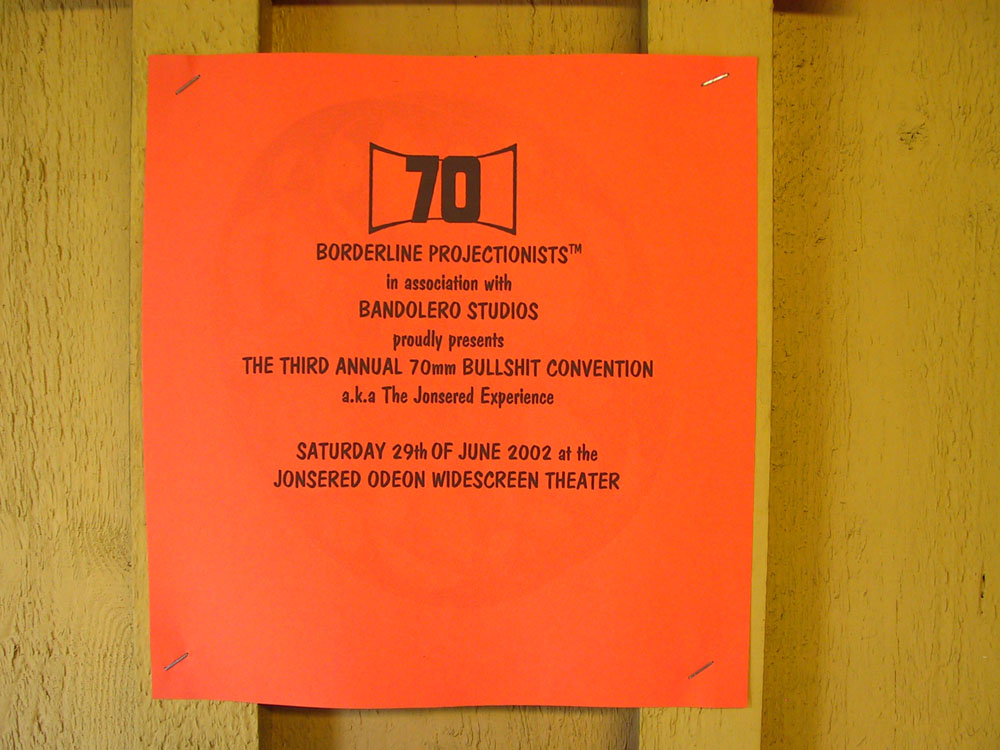 70
BORDERLINE PROJECTIONISTS™
in association with
BANDOLERO STUDIOS
proudly presents
THE THIRD ANNUAL 70mm BULLSHIT CONVENTION
a.k.a The Jonsered Experience
SATURDAY 29th OF JUNE 2002 at the
JONSERED ODEON WIDESCREEN THEATER